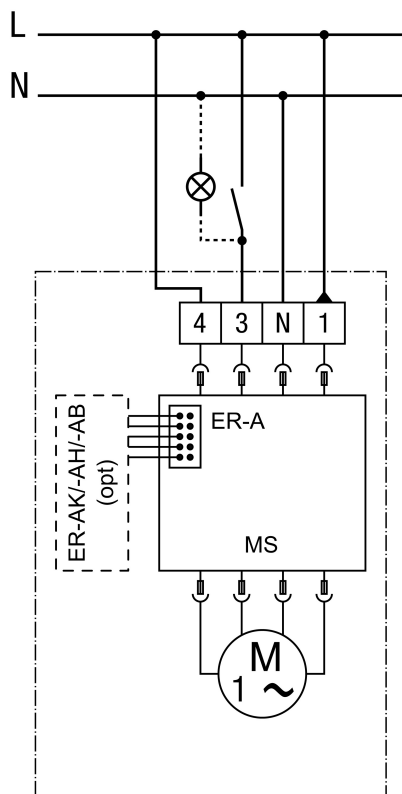 L
N
4 3 N 1
ER-A
ER-AK/-AH/-AB
(opt)
MS
M
1 ~